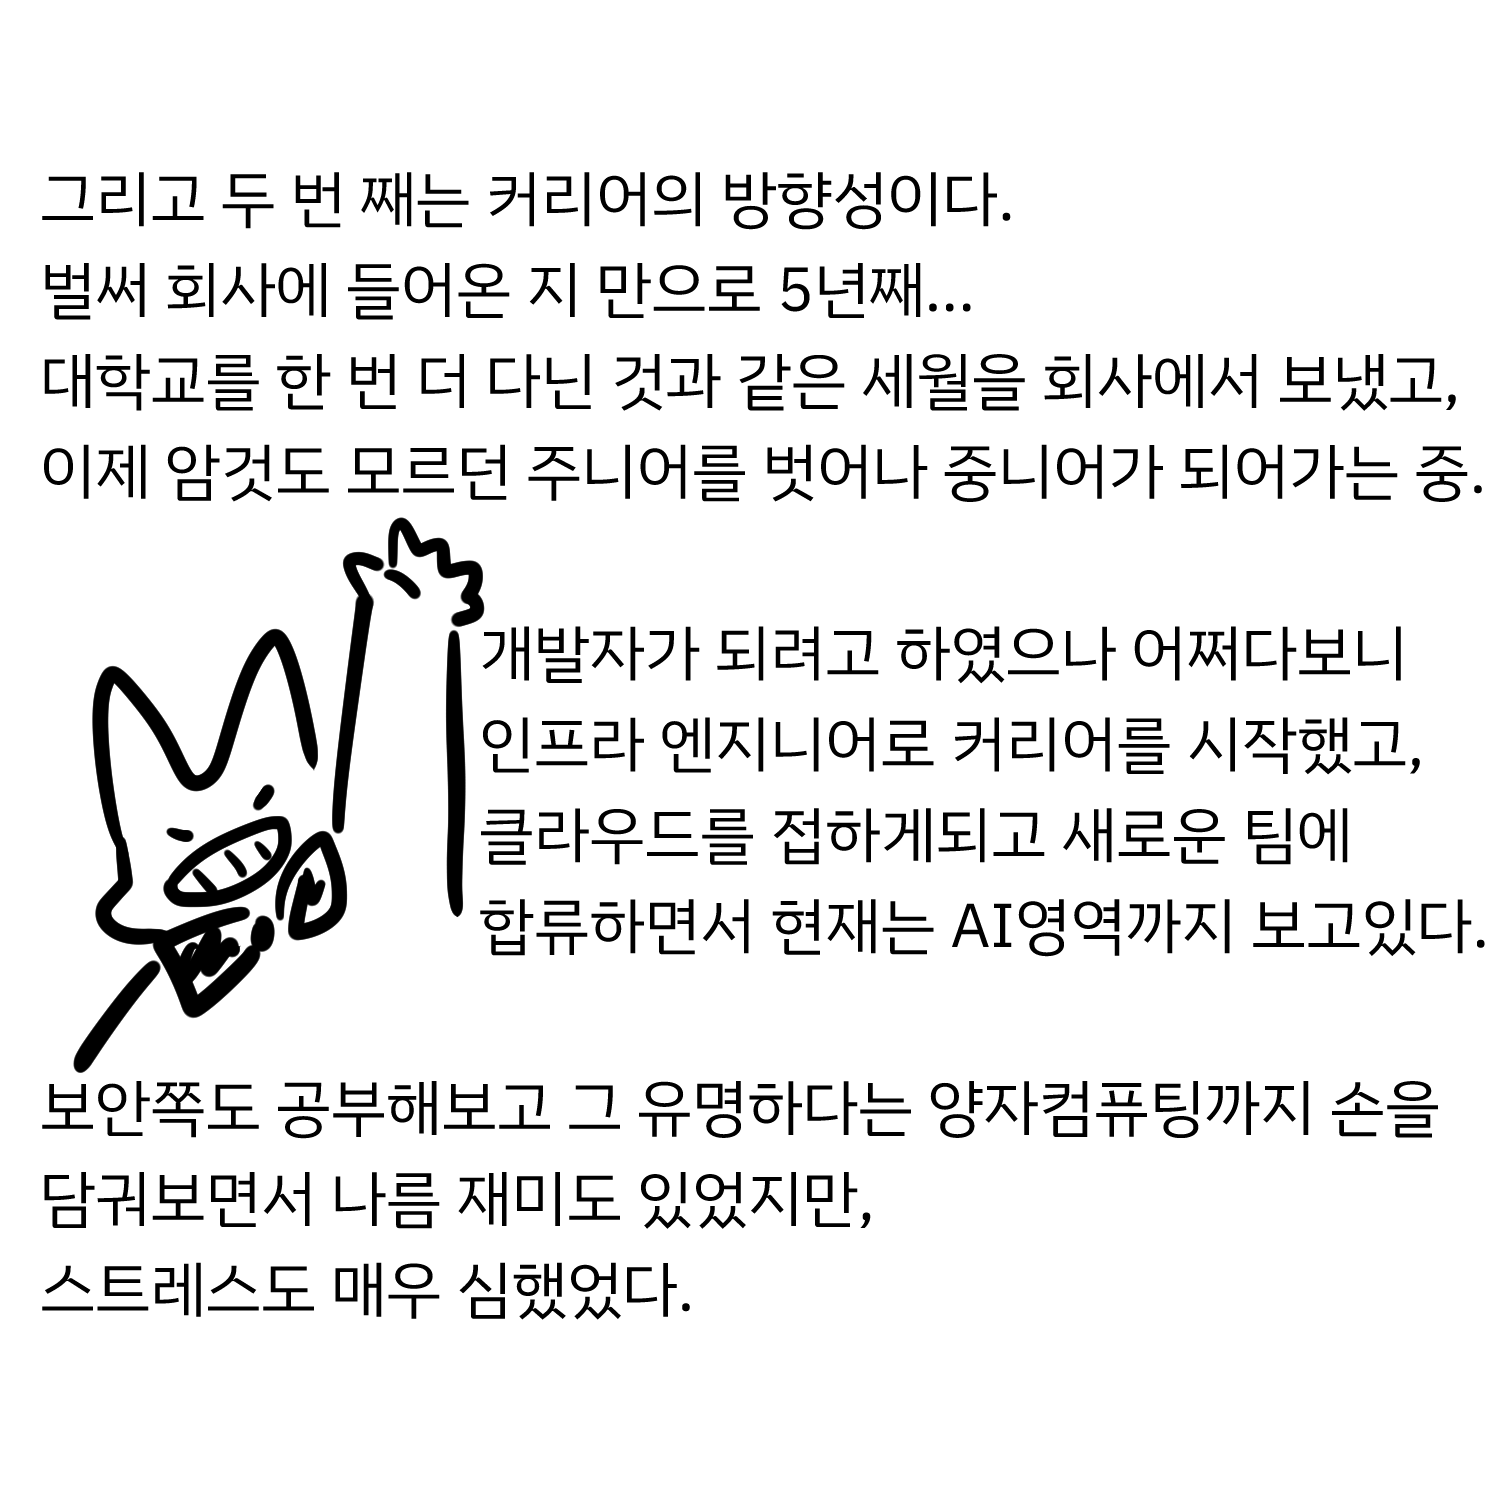 그리고 두 번 째는 커리어의 방향성이다.
벌써 회사에 들어온 지 만으로 5년째...
대학교를 한 번 더 다닌 것과 같은 세월을 회사에서 보냈고,
이제 암것도 모르던 주니어를 벗어나 중니어가 되어가는 중.
개발자가 되려고 하였으나 어쩌다보니
인프라 엔지니어로 커리어를 시작했고,
클라우드를 접하게되고 새로운 팀에
합류하면서 현재는 AI영역까지 보고있다.
보안쪽도 공부해보고 그 유명하다는 양자컴퓨팅까지 손을
담궈보면서 나름 재미도 있었지만,
스트레스도 매우 심했었다.